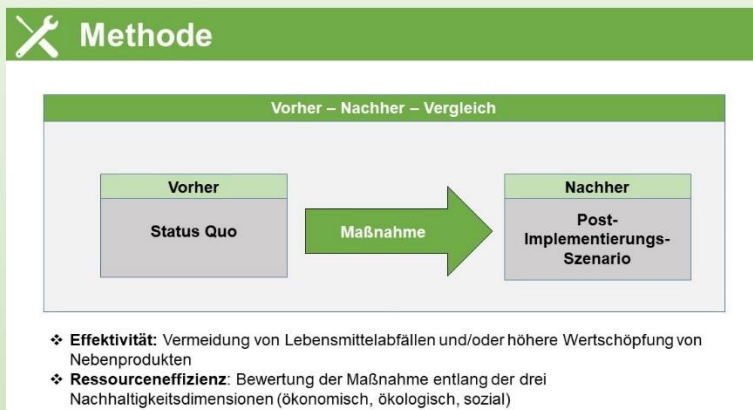 Methode
Vorher – Nachher – Vergleich
Vorher
Status Quo
Maßnahme
Nachher
Post-
Implementierungs-
Szenario
❖ Effektivität: Vermeidung von Lebensmittelabfällen und/oder höhere Wertschöpfung von
Nebenprodukten
❖ Ressourceneffizienz: Bewertung der Maßnahme entlang der drei
Nachhaltigkeitsdimensionen (ökonomisch, ökologisch, sozial)